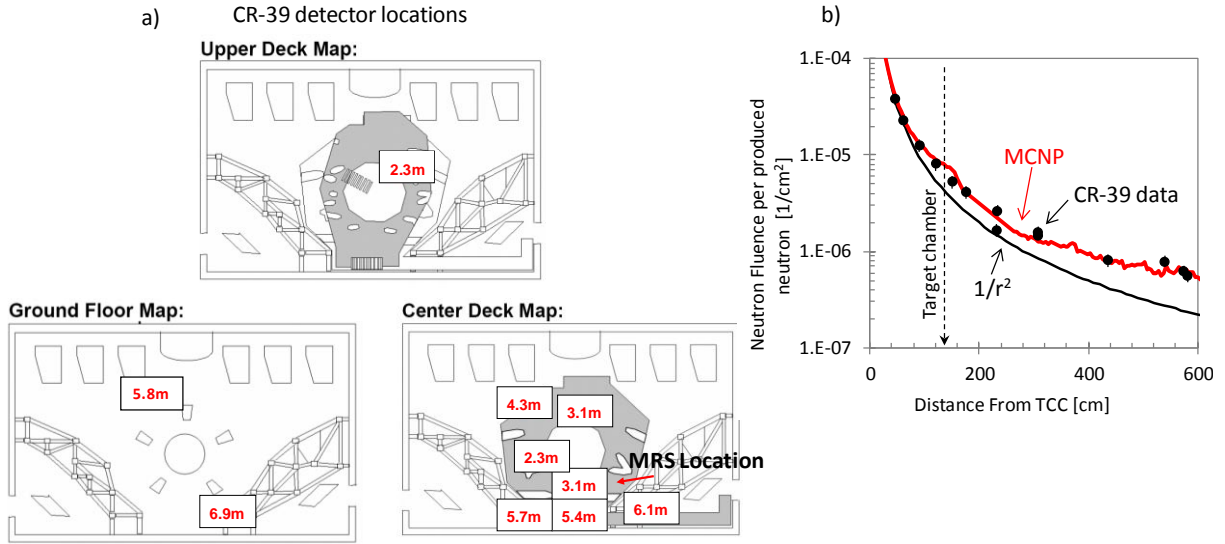 a)
CR-39 detector locations
Upper Deck Map:
2.3m
Ground Floor Map:
5.8m
6.9m
Center Deck Map:
4.3m
3.1m
2.3m
MRS Location
3.1m
5.7m
5.4m
6.1m
b)
Neutron Fluence per produced
neutron [1/cm²]
1.E-04
1.E-05
1.E-06
1.E-07
Target chamber
MCNP
CR-39 data
1/r²
0
200
400
600
Distance From TCC [cm]